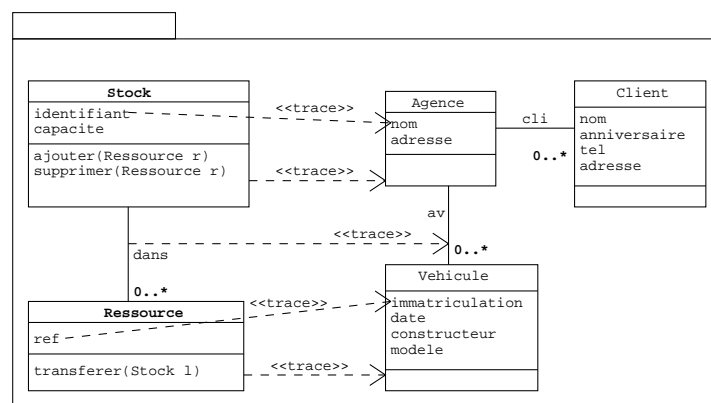 Stock
identifiant
capacite
ajouter(Ressource r)
supprimer(Ressource r)
<<trace>>
<<trace>>
Agence
nom
adresse
cli
0..*
Client
nom
anniversaire
tel
adresse
dans
0..*
<<trace>>
av
0..*
Ressource
ref
transferer(Stock l)
<<trace>>
<<trace>>
Vehicule
immatriculation
date
constructeur
modele